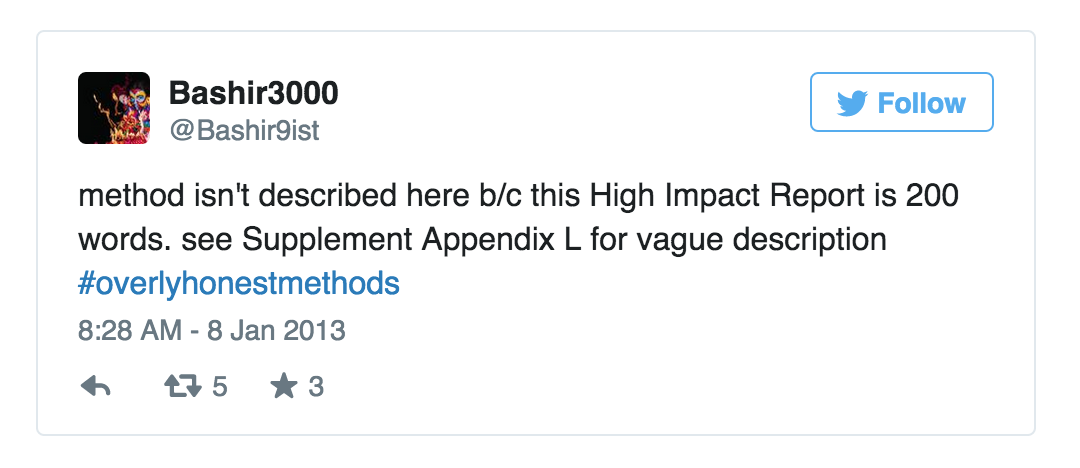 Bashir3000
@Bashir9ist
Follow
method isn't described here b/c this High Impact Report is 200
words. see Supplement Appendix L for vague description
#overlyhonestmethods
8:28 AM - 8 Jan 2013
5 3